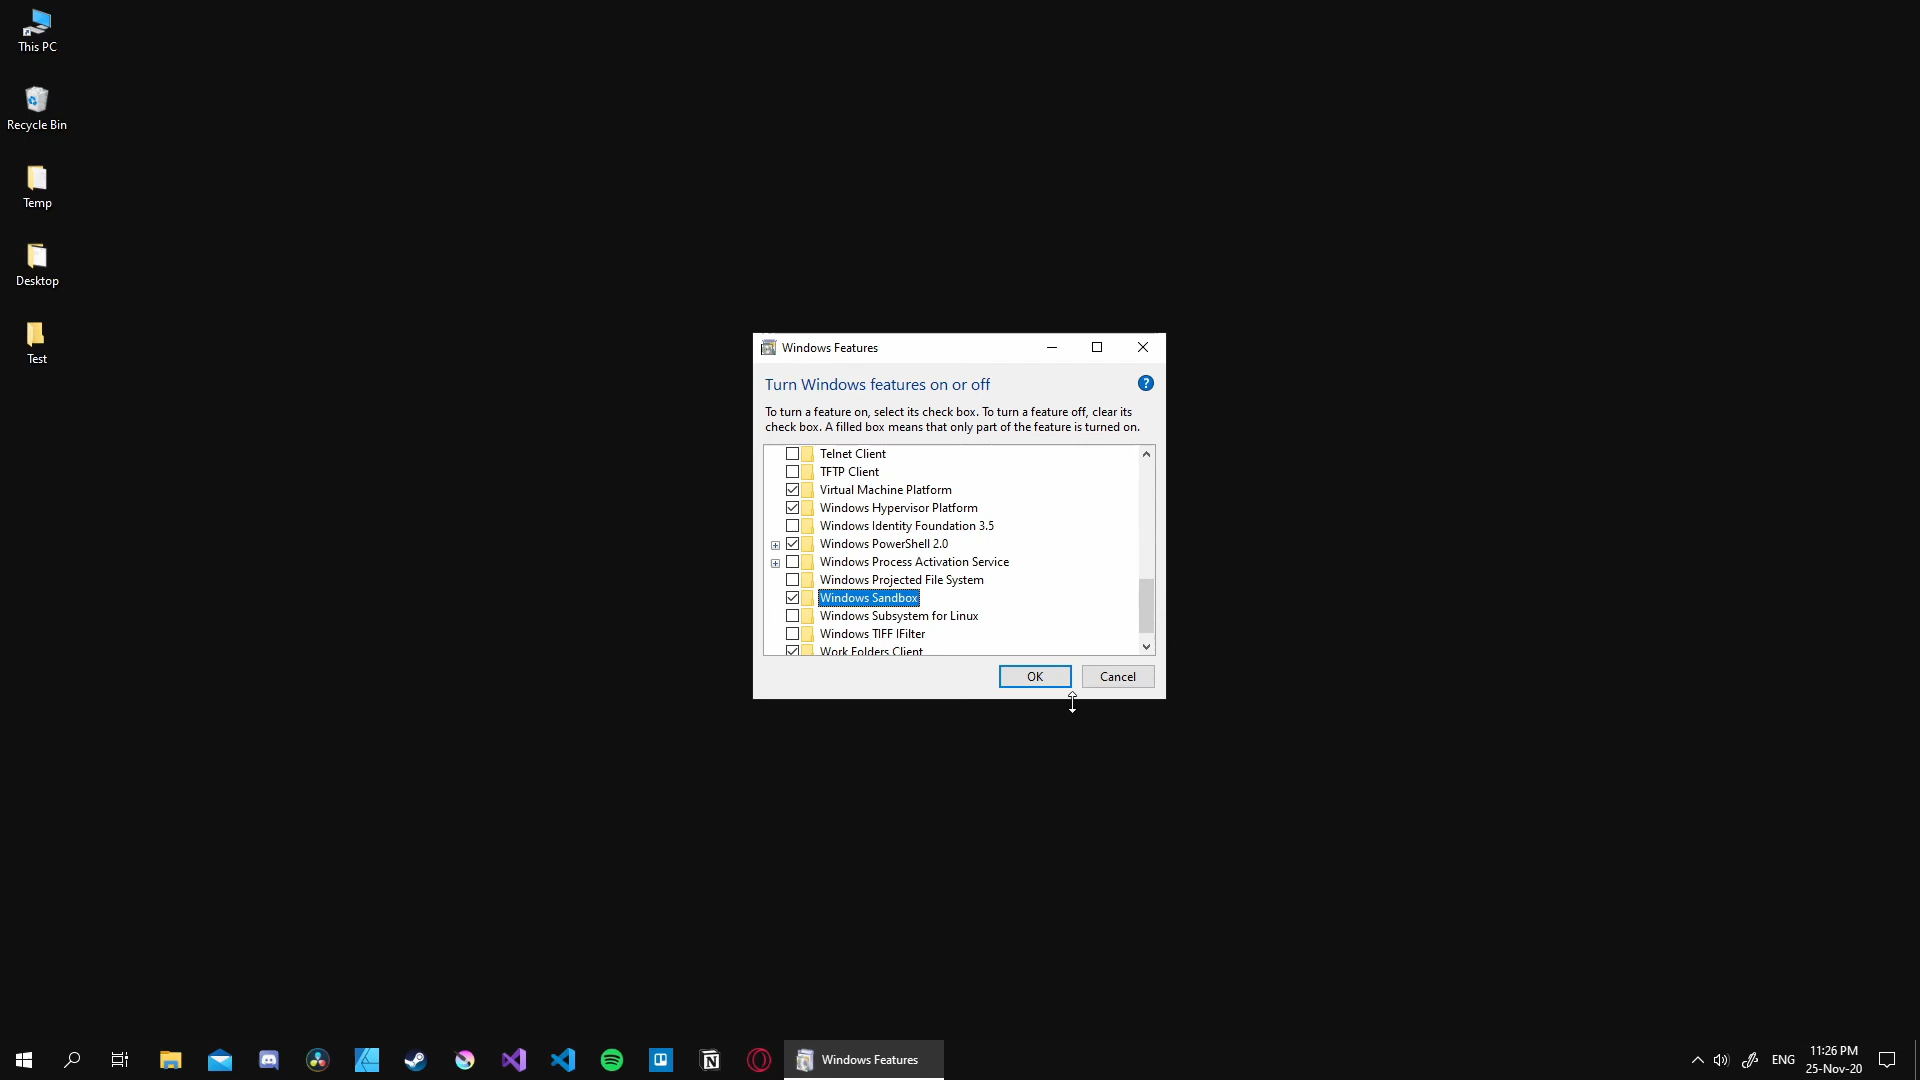 This PC
Recycle Bin
Temp
Desktop
Test
Windows Features
Turn Windows features on or off
?
To turn a feature on, select its check box. To turn a feature off, clear its
check box. A filled box means that only part of the feature is turned on.
Telnet Client
TFTP Client
Virtual Machine Platform
Windows Hypervisor Platform
Windows Identity Foundation 3.5
Windows PowerShell 2.0
Windows Process Activation Service
Windows Projected File System
Windows Sandbox
Windows Subsystem for Linux
Windows TIFF IFilter
Work Folders Client
OK
Cancel
Windows Features
ENG
11:26 PM
25-Nov-20